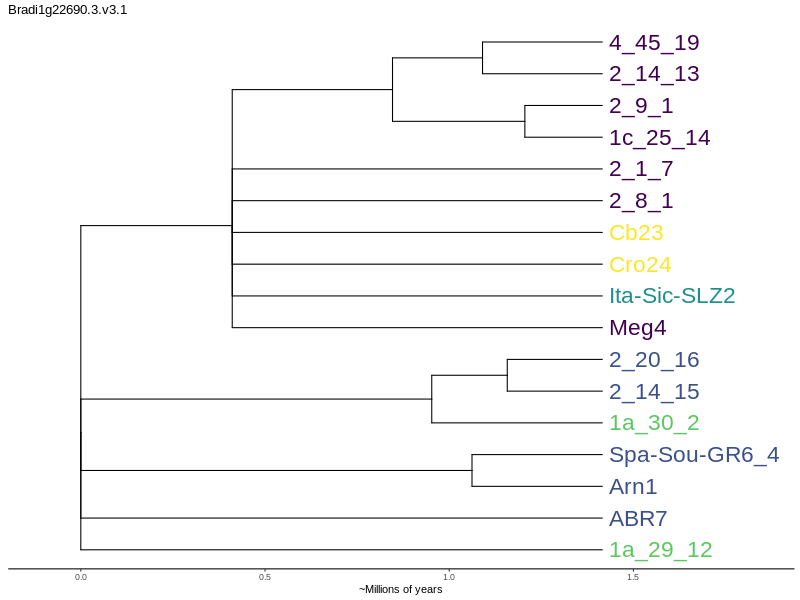 Bradi1g22690.3.v3.1
4_45_19
2_14_13
2_9_1
1c_25_14
2_1_7
2_8_1
Cb23
Cro24
Ita-Sic-SLZ2
Meg4
2_20_16
2_14_15
1a_30_2
Spa-Sou-GR6_4
Arn1
ABR7
1a_29_12
0.0 0.5 1.0 1.5
~Millions of years